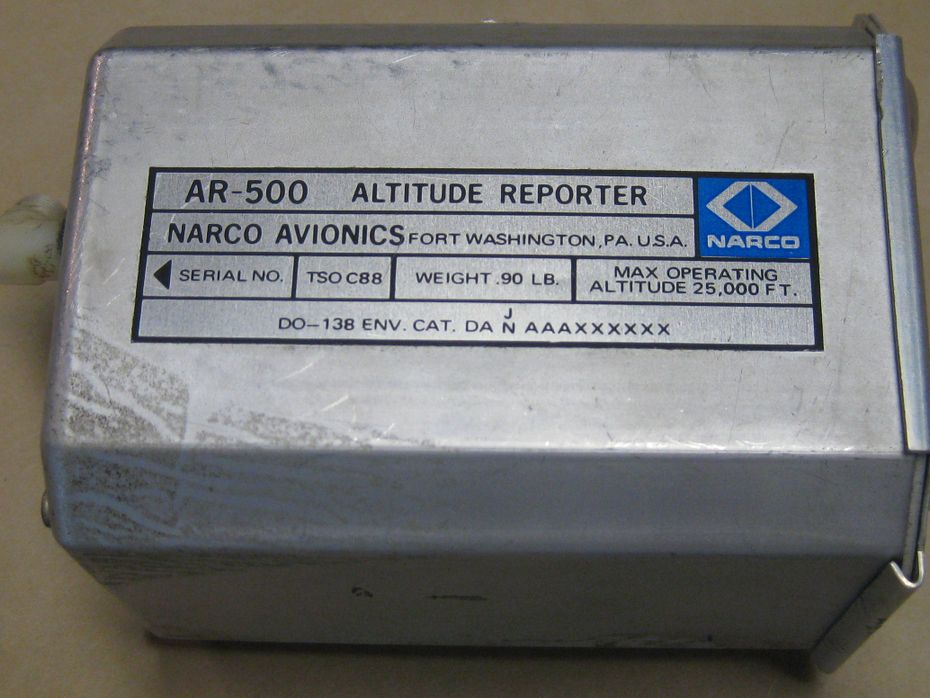 AR-500 ALTITUDE REPORTER
NARCO AVIONICS FORT WASHINGTON, PA. U.S.A.
NARCO
◀ SERIAL NO.
TSO C88
WEIGHT .90 LB.
MAX OPERATING
ALTITUDE 25,000 FT.
DO-138 ENV. CAT. DA J/N AAAXXXXXX